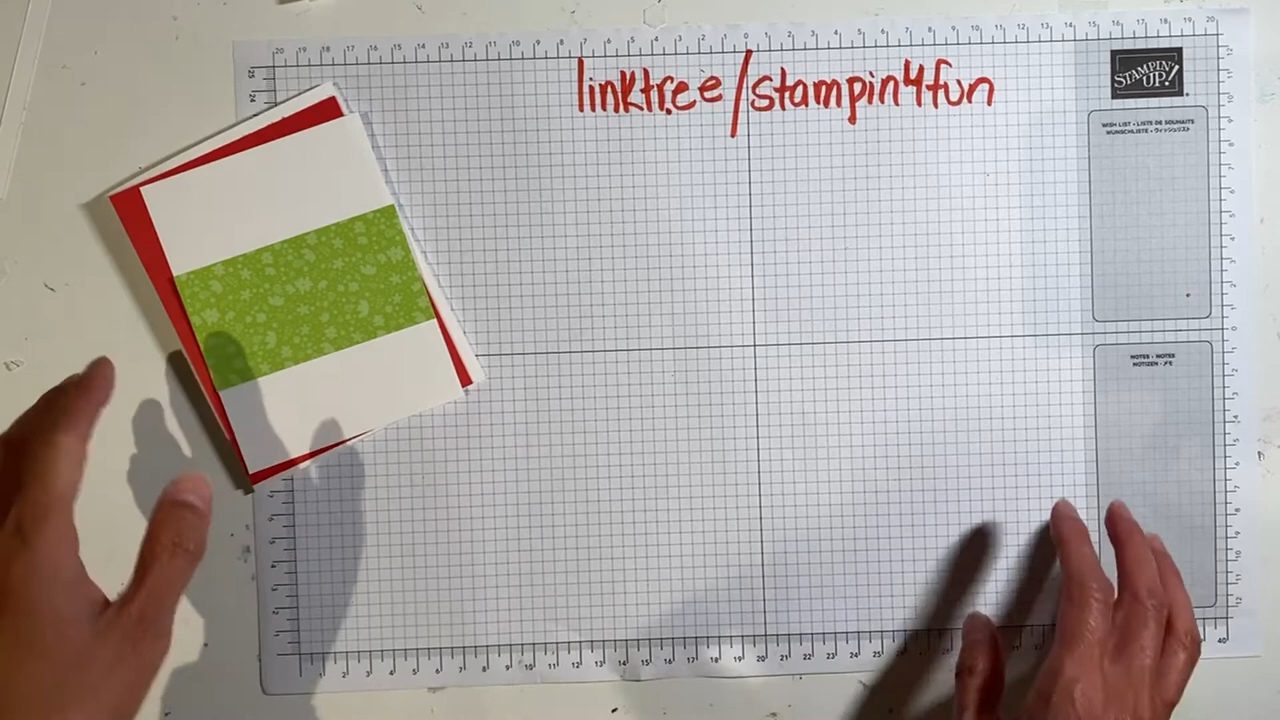 linktree/stampin4fun
STAMPIN' UP!
WISH LIST • LISTE DE SOUHAITS
WUNSCHLISTE • ウィッシュリスト
NOTES • NOTES
NOTIZEN • メモ